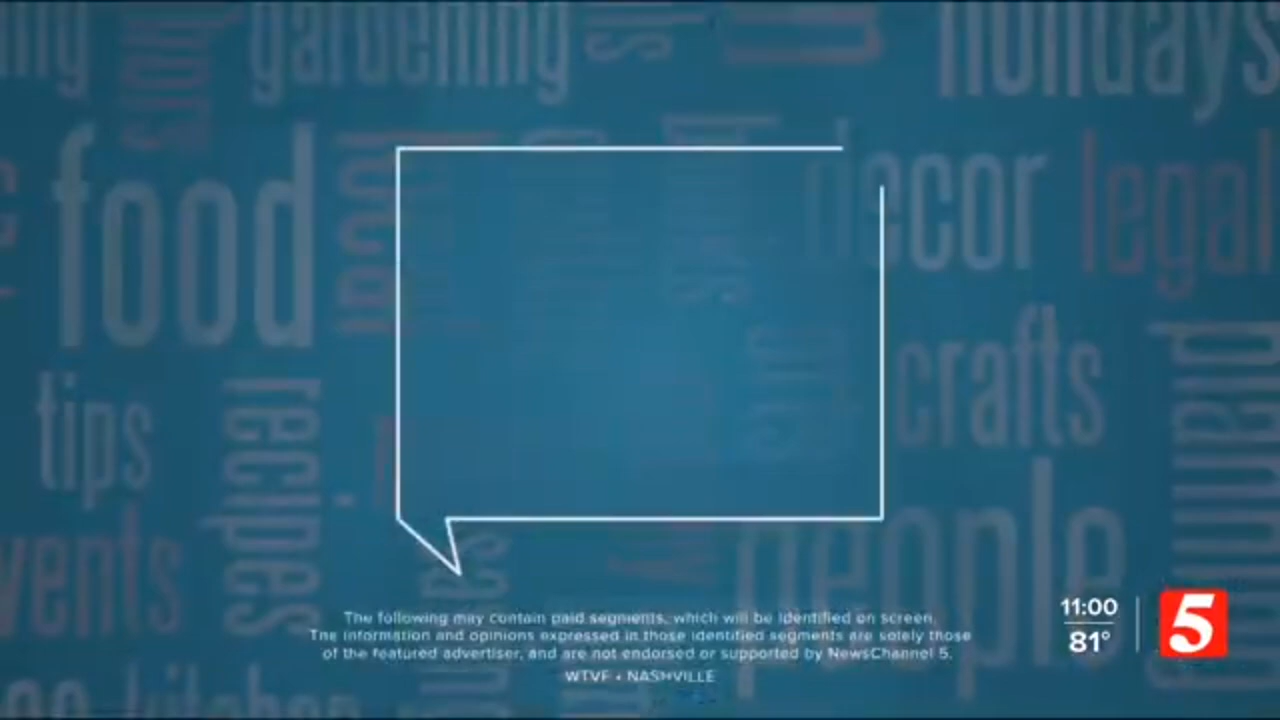 gardening
holidays
food
local
decor
legal
tips
recipes
crafts
planning
people
The following may contain paid segments, which will be identified on screen.
The information and opinions expressed in those identified segments are solely those
of the featured advertiser, and are not endorsed or supported by NewsChannel 5.
WTVF • NASHVILLE
11:00
81°
5